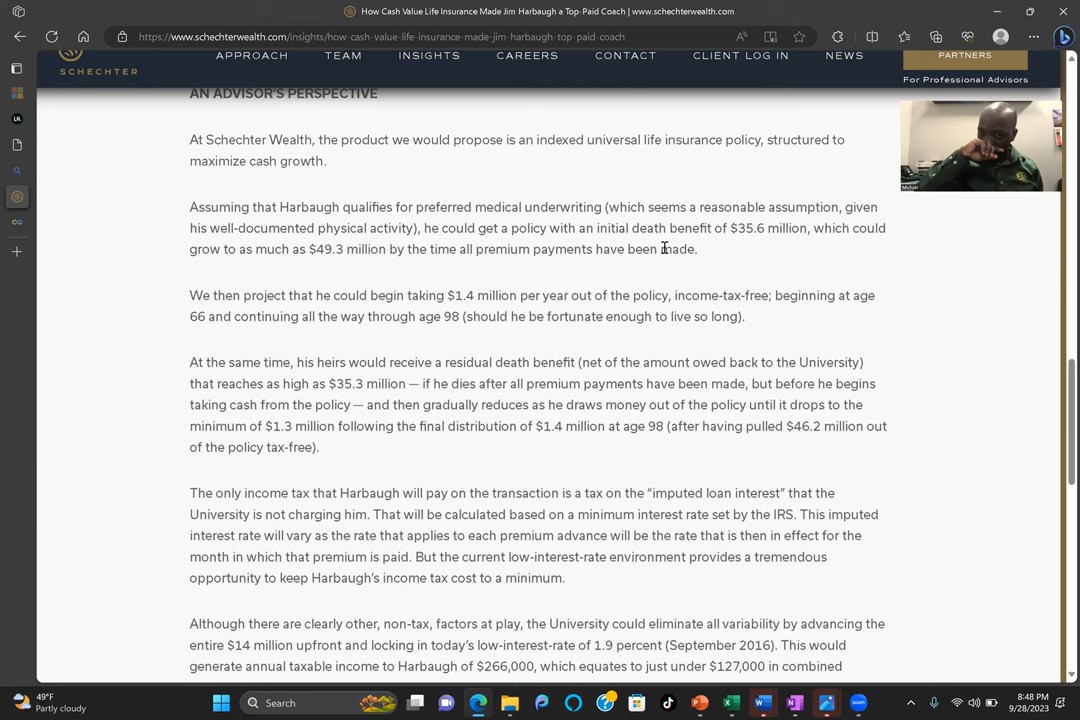 How Cash Value Life Insurance Made Jim Harbaugh a Top-Paid Coach | www.schechterwealth.com
https://www.schechterwealth.com/insights/how-cash-value-life-insurance-made-jim-harbaugh-top-paid-coach
SCHECHTER
APPROACH TEAM INSIGHTS CAREERS CONTACT CLIENT LOG IN NEWS
PARTNERS
For Professional Advisors
AN ADVISOR'S PERSPECTIVE
At Schechter Wealth, the product we would propose is an indexed universal life insurance policy, structured to
maximize cash growth.
Assuming that Harbaugh qualifies for preferred medical underwriting (which seems a reasonable assumption, given
his well-documented physical activity), he could get a policy with an initial death benefit of $35.6 million, which could
grow to as much as $49.3 million by the time all premium payments have been made.
We then project that he could begin taking $1.4 million per year out of the policy, income-tax-free; beginning at age
66 and continuing all the way through age 98 (should he be fortunate enough to live so long).
At the same time, his heirs would receive a residual death benefit (net of the amount owed back to the University)
that reaches as high as $35.3 million — if he dies after all premium payments have been made, but before he begins
taking cash from the policy — and then gradually reduces as he draws money out of the policy until it drops to the
minimum of $1.3 million following the final distribution of $1.4 million at age 98 (after having pulled $46.2 million out
of the policy tax-free).
The only income tax that Harbaugh will pay on the transaction is a tax on the “imputed loan interest” that the
University is not charging him. That will be calculated based on a minimum interest rate set by the IRS. This imputed
interest rate will vary as the rate that applies to each premium advance will be the rate that is then in effect for the
month in which that premium is paid. But the current low-interest-rate environment provides a tremendous
opportunity to keep Harbaugh’s income tax cost to a minimum.
Although there are clearly other, non-tax, factors at play, the University could eliminate all variability by advancing the
entire $14 million upfront and locking in today’s low-interest-rate of 1.9 percent (September 2016). This would
generate annual taxable income to Harbaugh of $266,000, which equates to just under $127,000 in combined
Michael
49°F
Partly cloudy
Search
zoom
8:48 PM
9/28/2023